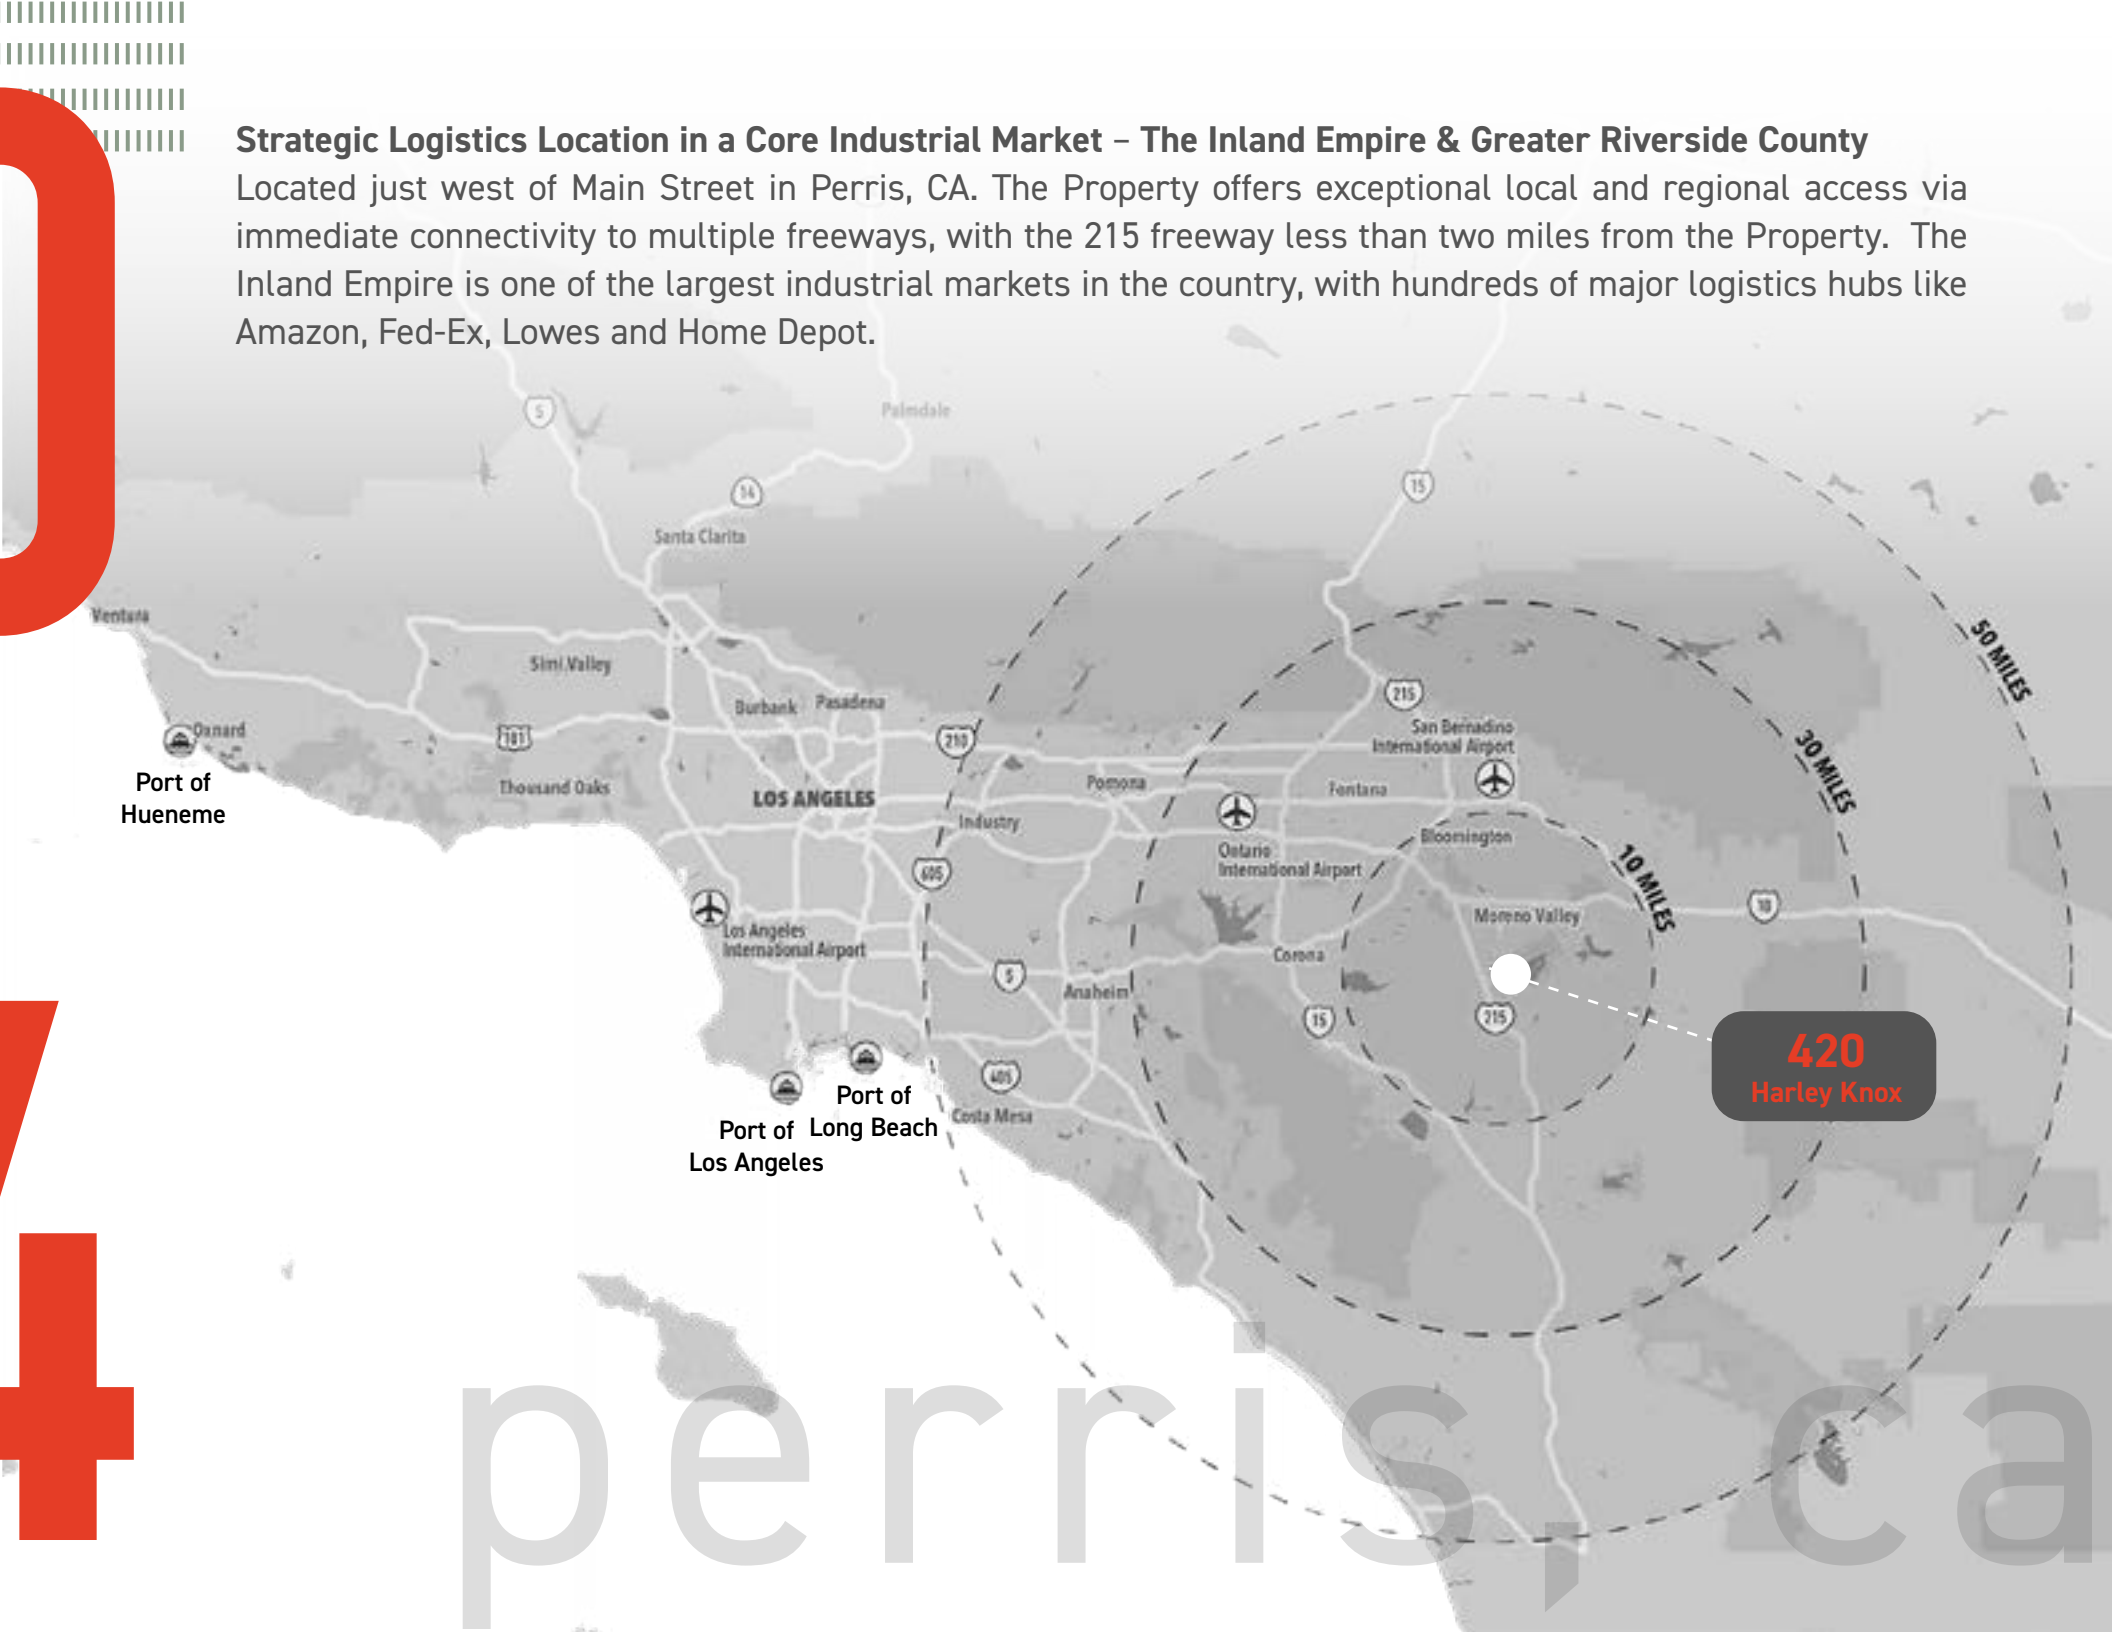 Strategic Logistics Location in a Core Industrial Market – The Inland Empire & Greater Riverside County
Located just west of Main Street in Perris, CA. The Property offers exceptional local and regional access via
immediate connectivity to multiple freeways, with the 215 freeway less than two miles from the Property. The
Inland Empire is one of the largest industrial markets in the country, with hundreds of major logistics hubs like
Amazon, Fed-Ex, Lowes and Home Depot.
5
Palmdale
15
14
Santa Clarita
Ventura
50 MILES
Simi Valley
215
Burbank
Pasadena
San Bernadino
International Airport
Oxnard
101
210
30 MILES
Port of
Hueneme
Thousand Oaks
LOS ANGELES
Pomona
Fontana
Industry
Bloomington
Ontario
International Airport
605
10 MILES
10
Moreno Valley
Los Angeles
International Airport
Corona
5
Anaheim
15
215
420
Harley Knox
405
Port of
Long Beach
Costa Mesa
Port of
Los Angeles
4
perris, ca